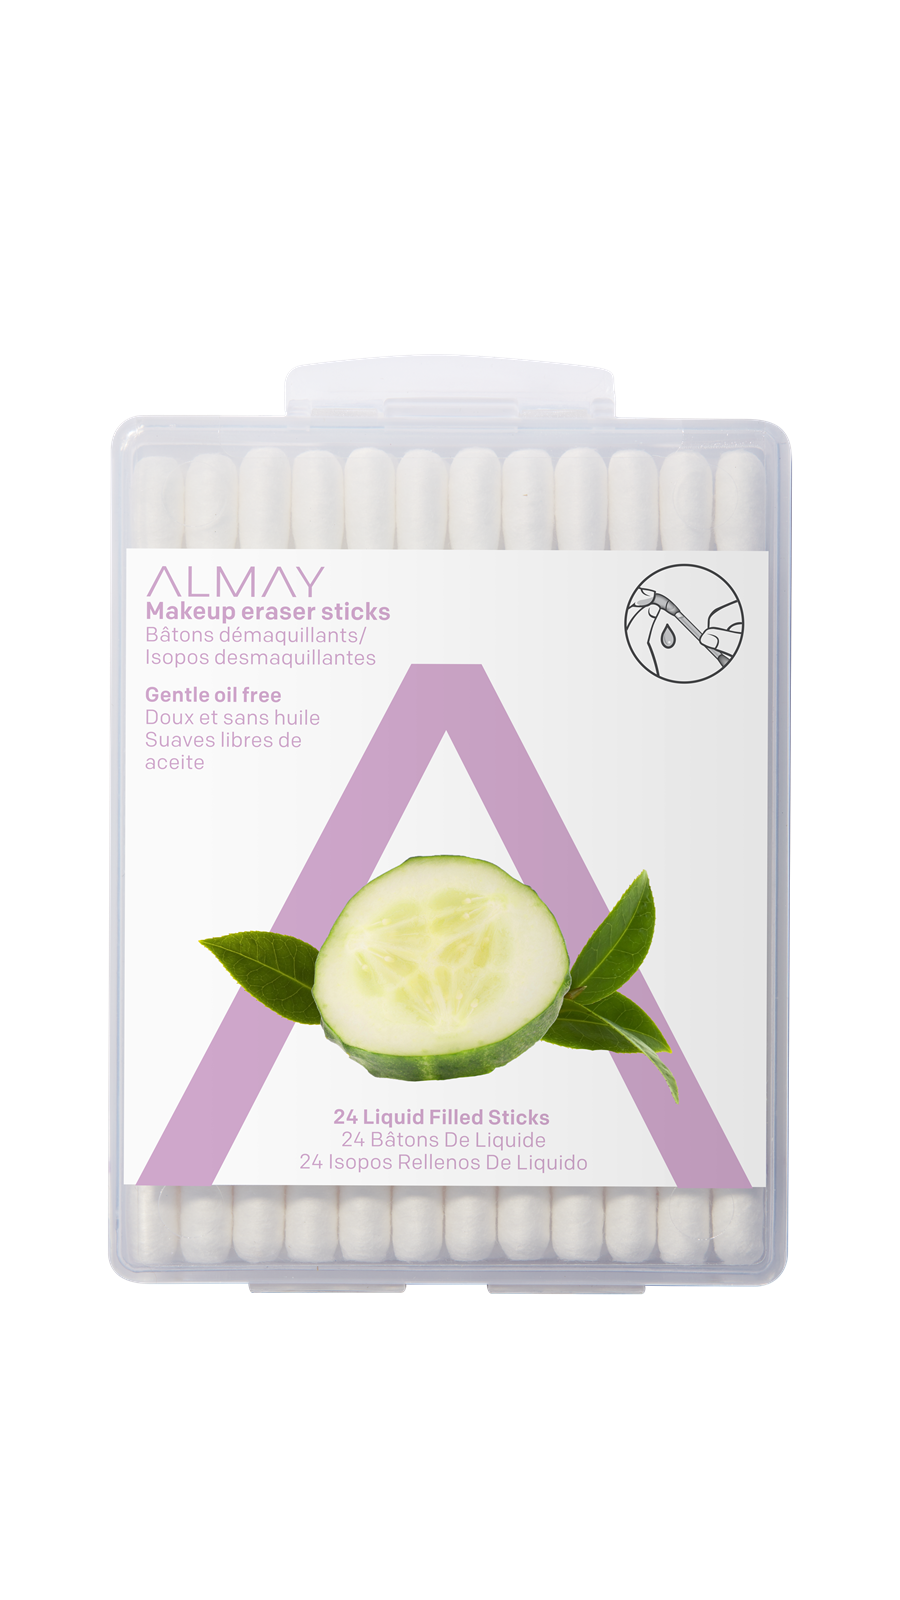 ALMAY
Makeup eraser sticks
Bâtons démaquillants/
Isopos desmaquillantes
Gentle oil free
Doux et sans huile
Suaves libres de
aceite
24 Liquid Filled Sticks
24 Bâtons De Liquide
24 Isopos Rellenos De Liquido